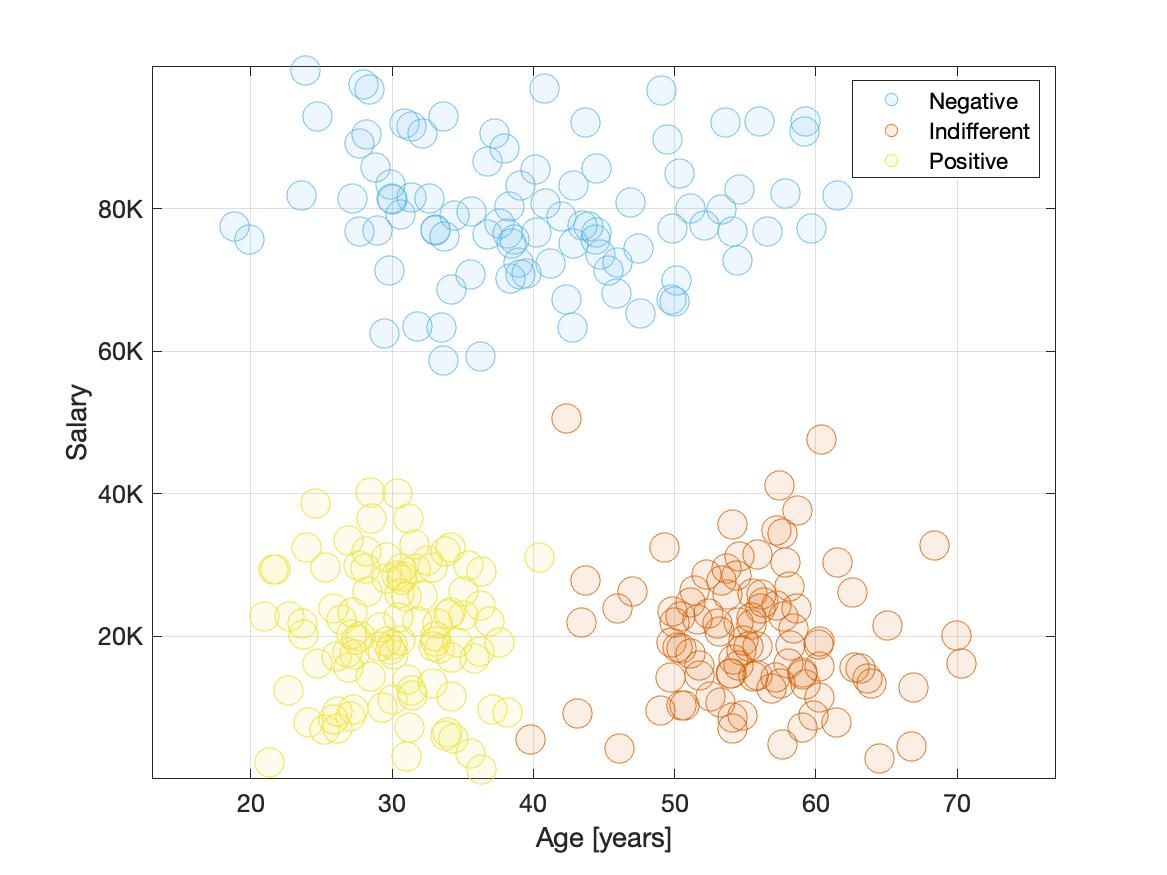 Negative
Indifferent
Positive
80K
60K
40K
20K
Salary
20 30 40 50 60 70
Age [years]